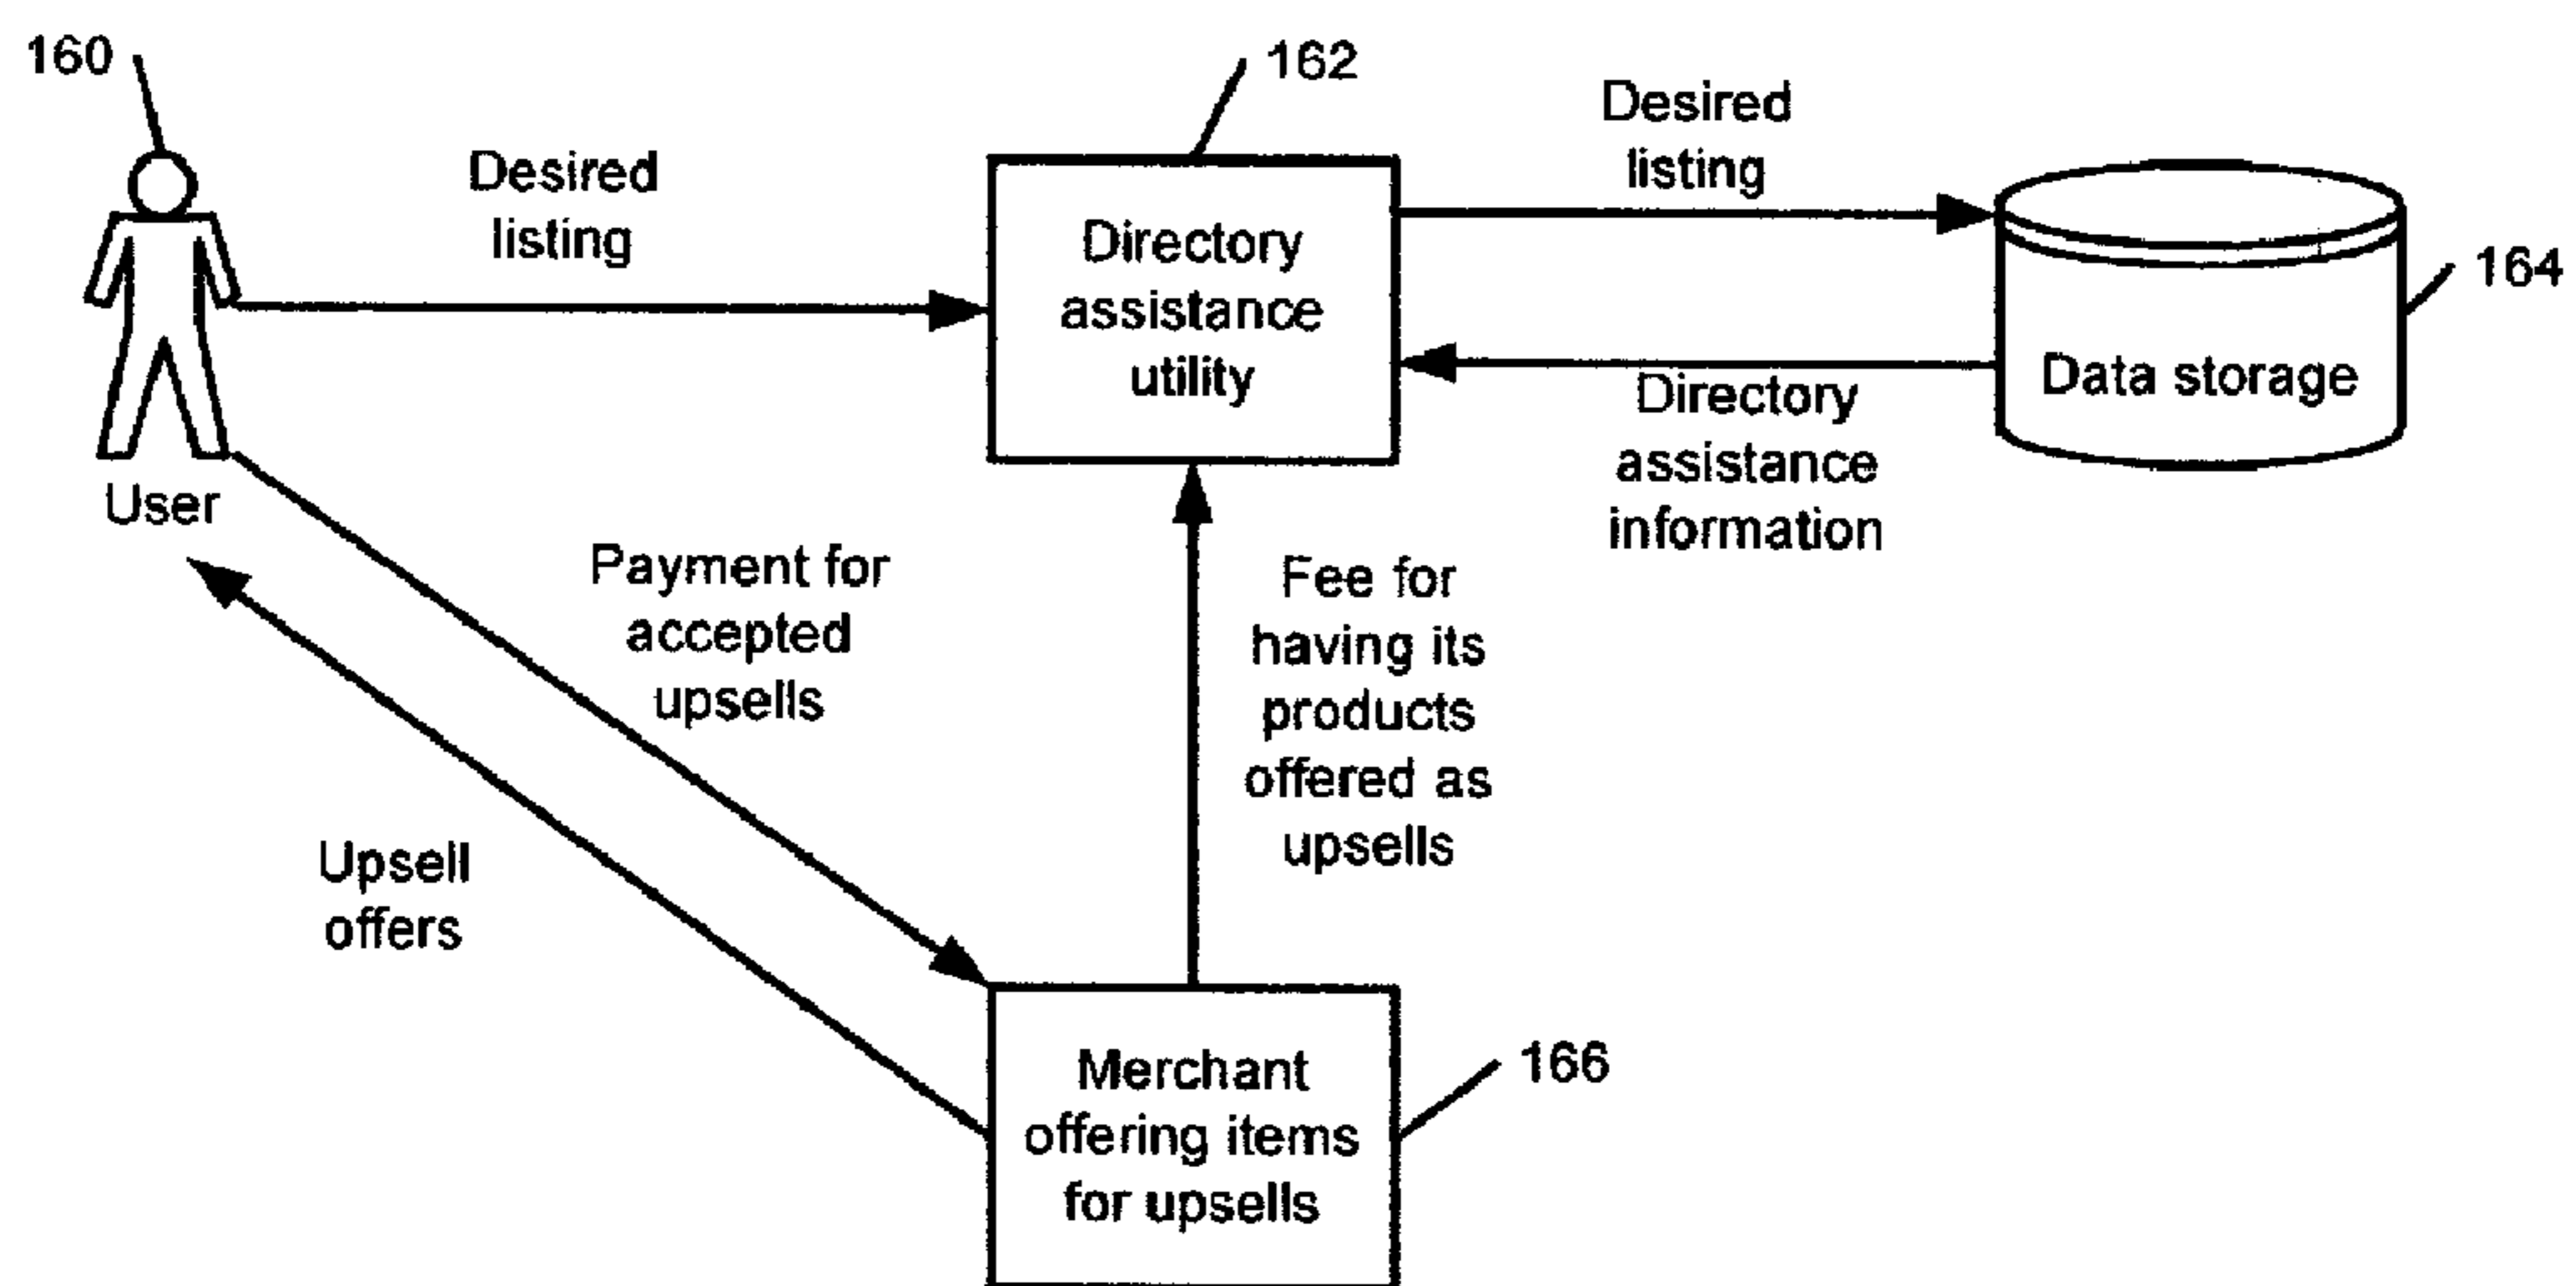 160
162
Desired
listing
Desired
listing
Directory
assistance
utility
164
Data storage
Directory
assistance
information
User
Payment for
accepted
upsells
Fee for
having its
products
offered as
upsells
Upsell
offers
Merchant
offering items
for upsells
166